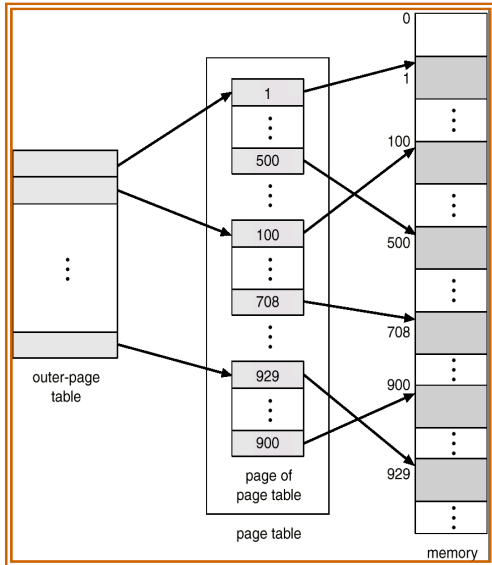 outer-page
table
1
500
100
708
929
900
page of
page table
page table
0
1
100
500
708
900
929
memory